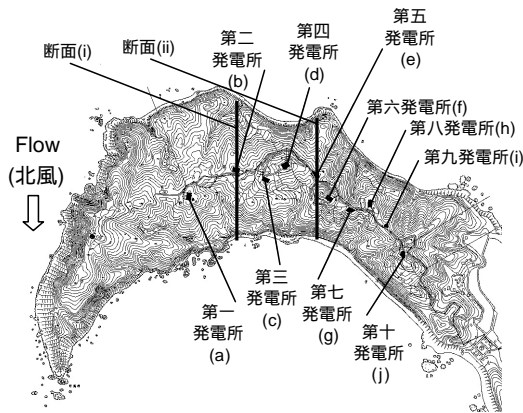 断面(i)
断面(ii)
第二
発電所
(b)
第四
発電所
(d)
第五
発電所
(e)
第六発電所(f)
第八発電所(h)
第九発電所(i)
Flow
(北風)
第一
発電所
(a)
第三
発電所
(c)
第七
発電所
(g)
第十
発電所
(j)